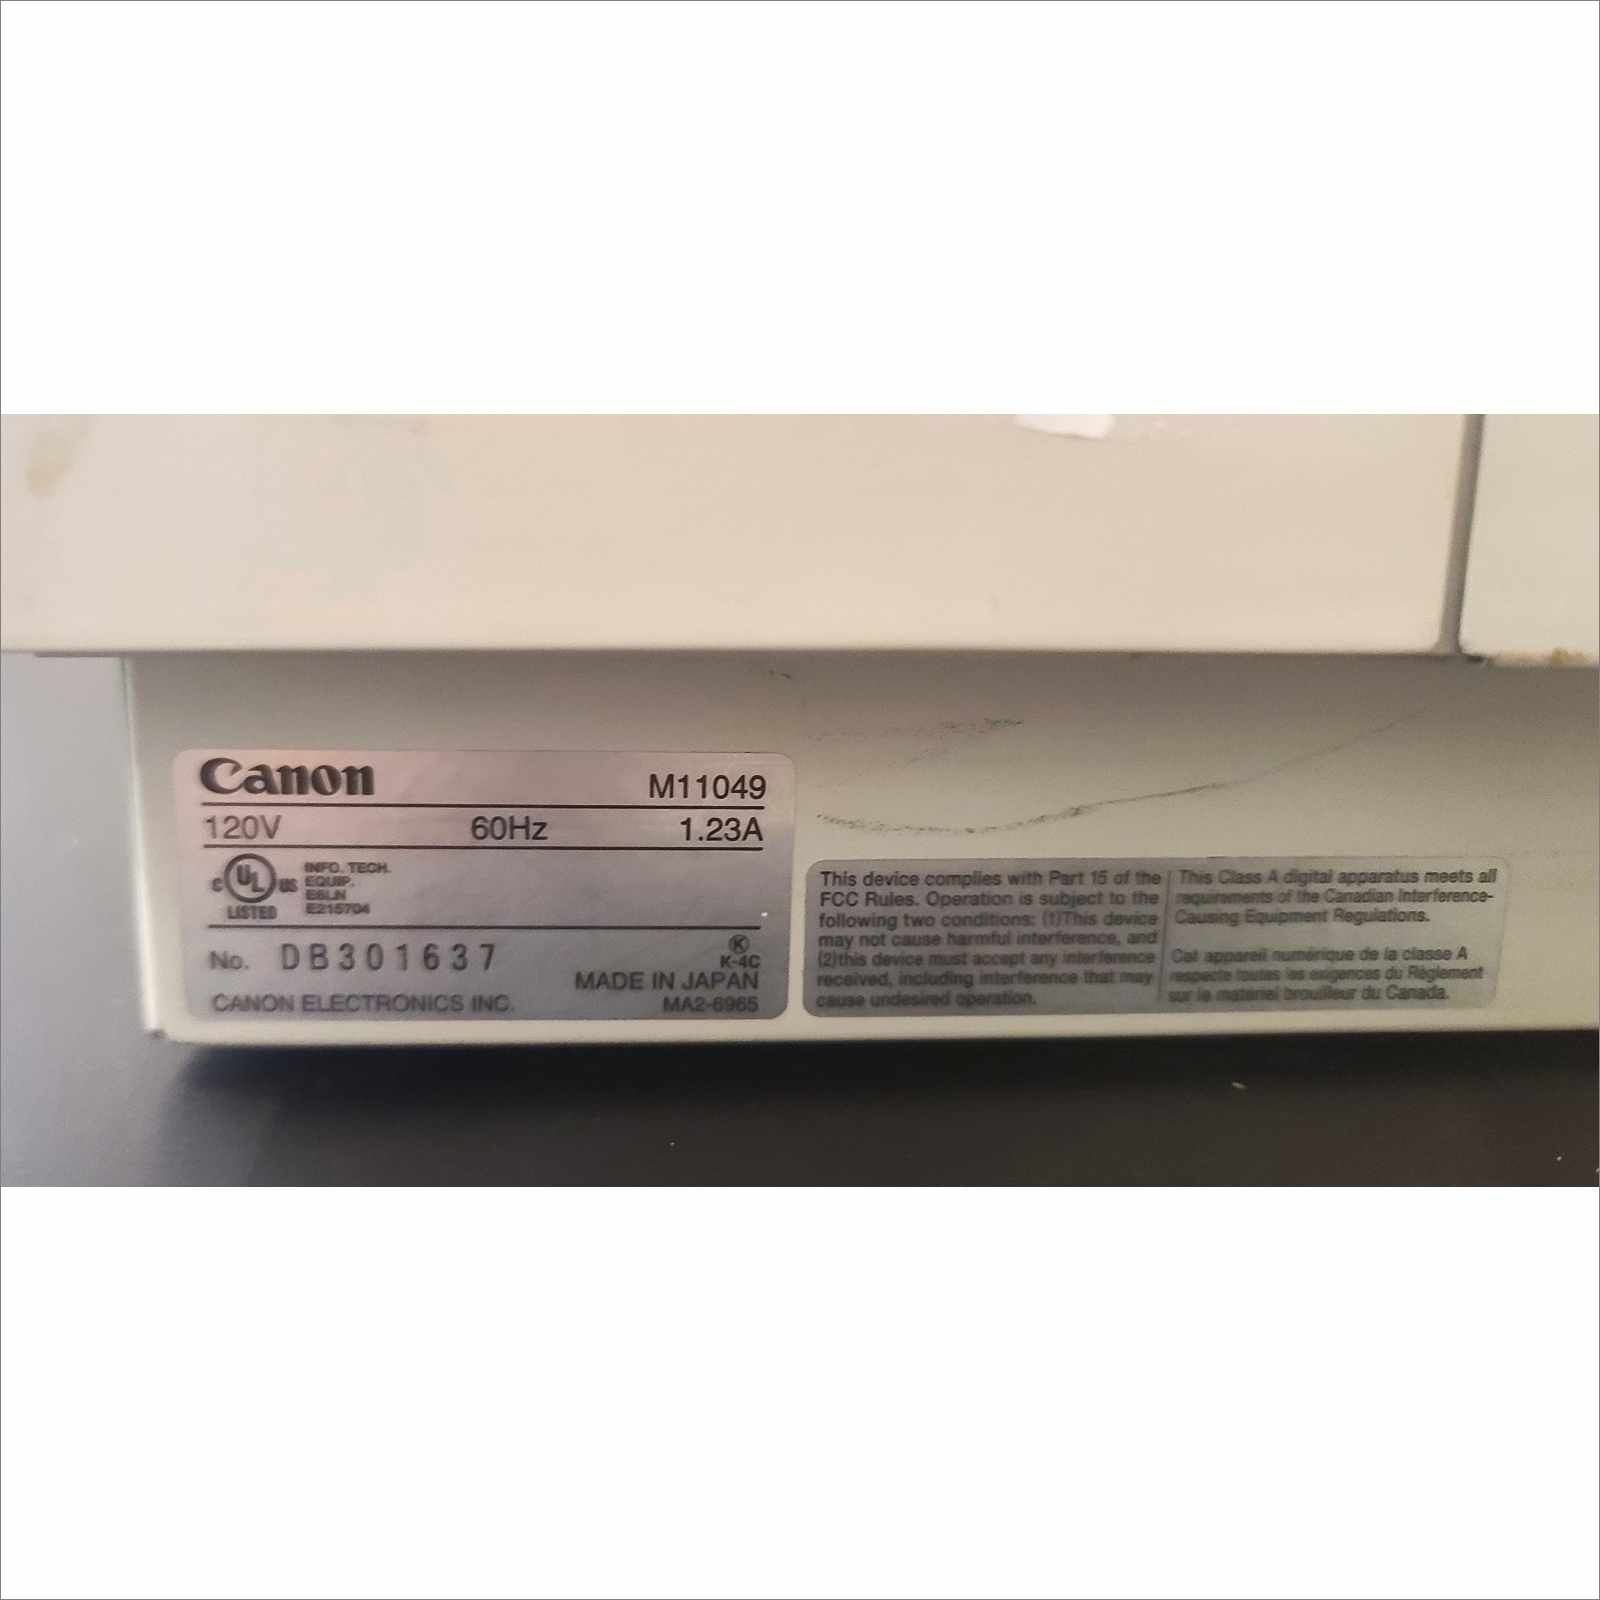 Canon
M11049
120V 60Hz 1.23A
C UL US LISTED
INFO. TECH.
EQUIP.
E6LN
E215704
No. DB301637
K
K-4C
MADE IN JAPAN
CANON ELECTRONICS INC.
MA2-6965
This device complies with Part 15 of the
FCC Rules. Operation is subject to the
following two conditions: (1)This device
may not cause harmful interference, and
(2)this device must accept any interference
received, including interference that may
cause undesired operation.
This Class A digital apparatus meets all
requirements of the Canadian Interference-
Causing Equipment Regulations.
Cet appareil numérique de la classe A
respecte toutes les exigences du Règlement
sur le matériel brouilleur du Canada.